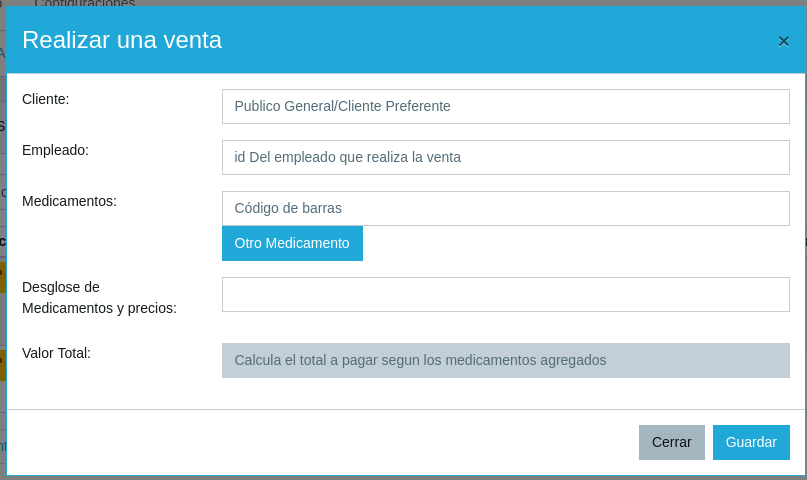 Configuraciones
Realizar una venta
×
Cliente:
Publico General/Cliente Preferente
Empleado:
id Del empleado que realiza la venta
Medicamentos:
Código de barras
Otro Medicamento
Desglose de
Medicamentos y precios:
Valor Total:
Calcula el total a pagar segun los medicamentos agregados
Cerrar
Guardar